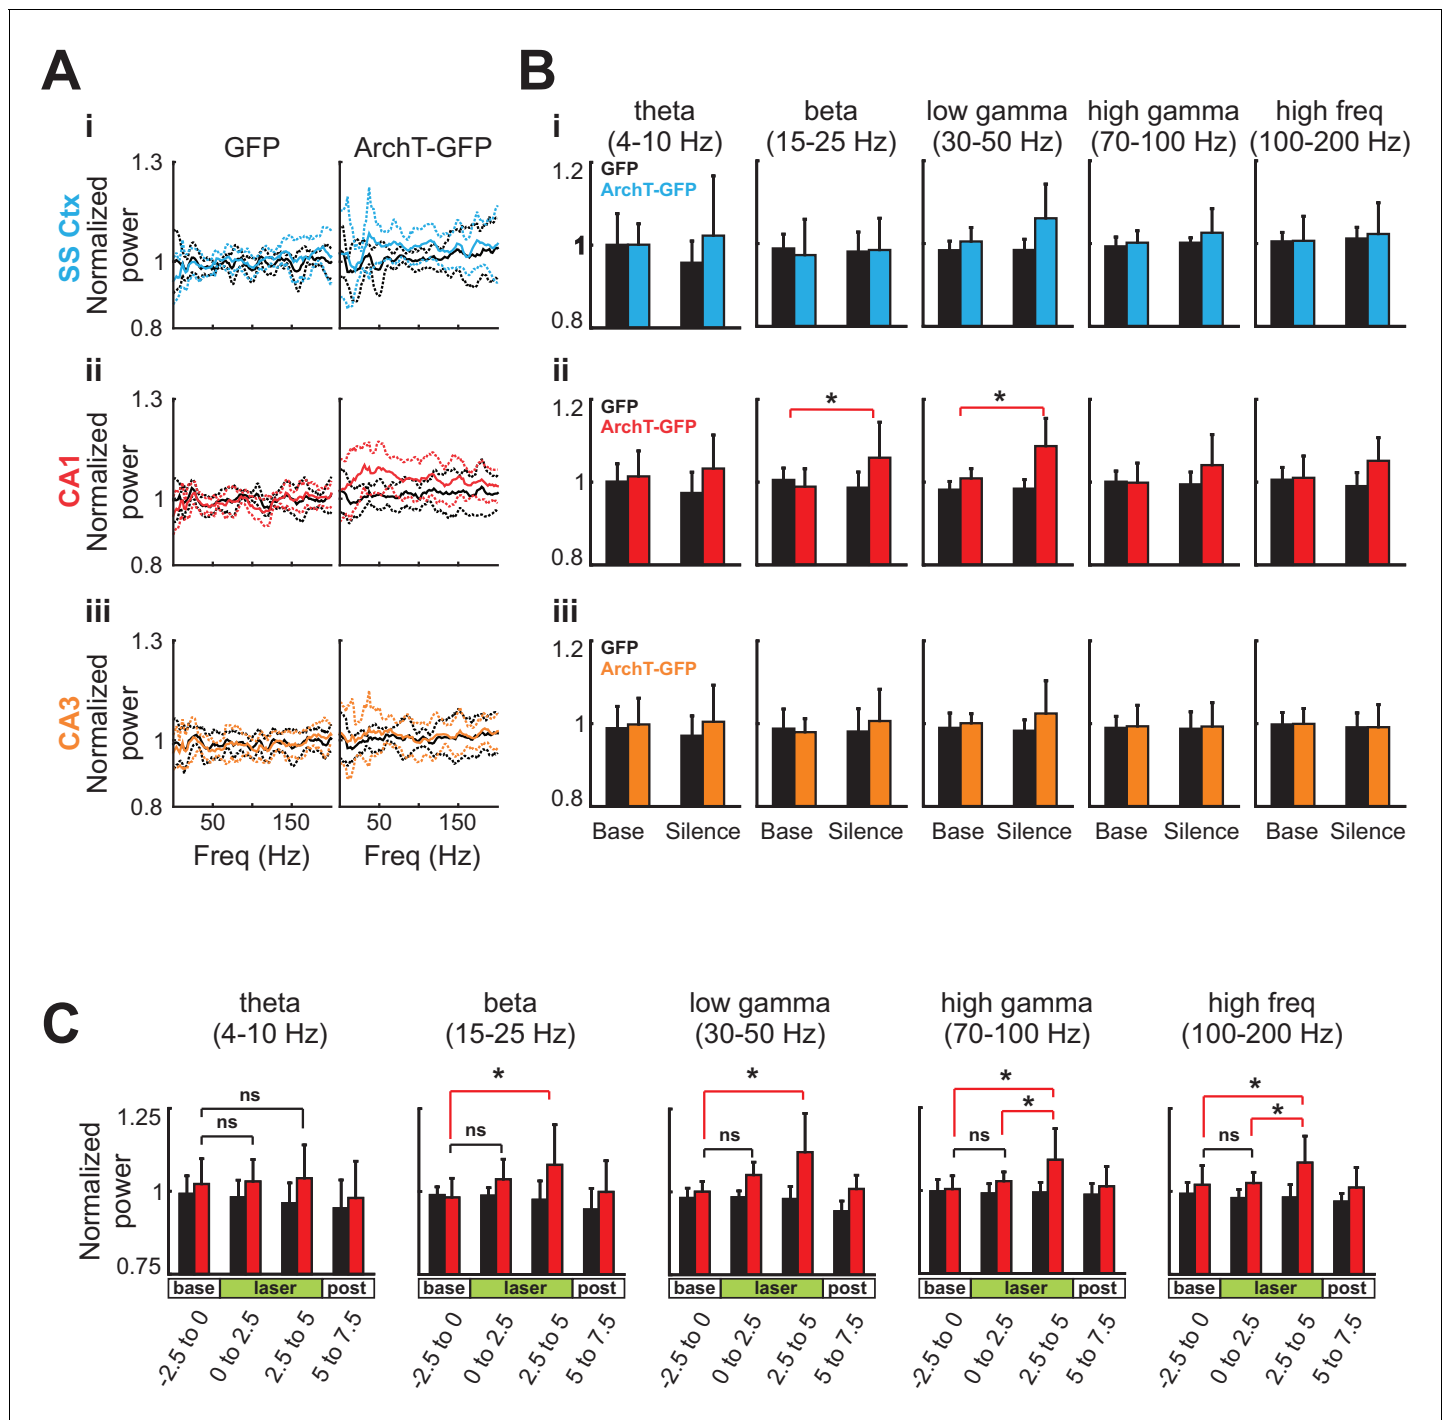 A
i
GFP
ArchT-GFP
SS Ctx
Normalized
power
1.3
1
0.8
ii
CA1
Normalized
power
1.3
1
0.8
iii
CA3
Normalized
power
1.3
1
0.8
50
150
50
150
Freq (Hz)
Freq (Hz)
B
theta
(4-10 Hz)
beta
(15-25 Hz)
low gamma
(30-50 Hz)
high gamma
(70-100 Hz)
high freq
(100-200 Hz)
i
GFP
ArchT-GFP
1.2
1
0.8
ii
GFP
ArchT-GFP
*
*
1.2
1
0.8
iii
GFP
ArchT-GFP
1.2
1
0.8
Base Silence
Base Silence
Base Silence
Base Silence
Base Silence
C
theta
(4-10 Hz)
beta
(15-25 Hz)
low gamma
(30-50 Hz)
high gamma
(70-100 Hz)
high freq
(100-200 Hz)
Normalized
power
1.25
1
0.75
ns
ns
*
ns
*
ns
*
*
ns
*
*
ns
base laser post
base laser post
base laser post
base laser post
base laser post
-2.5 to 0
0 to 2.5
2.5 to 5
5 to 7.5
-2.5 to 0
0 to 2.5
2.5 to 5
5 to 7.5
-2.5 to 0
0 to 2.5
2.5 to 5
5 to 7.5
-2.5 to 0
0 to 2.5
2.5 to 5
5 to 7.5
-2.5 to 0
0 to 2.5
2.5 to 5
5 to 7.5